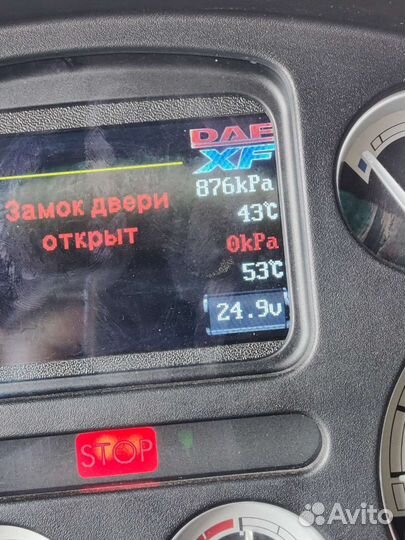 DAF
XF
876kPa
Замок двери
43℃
открыт
0kPa
53℃
24.9v
STOP
Avito